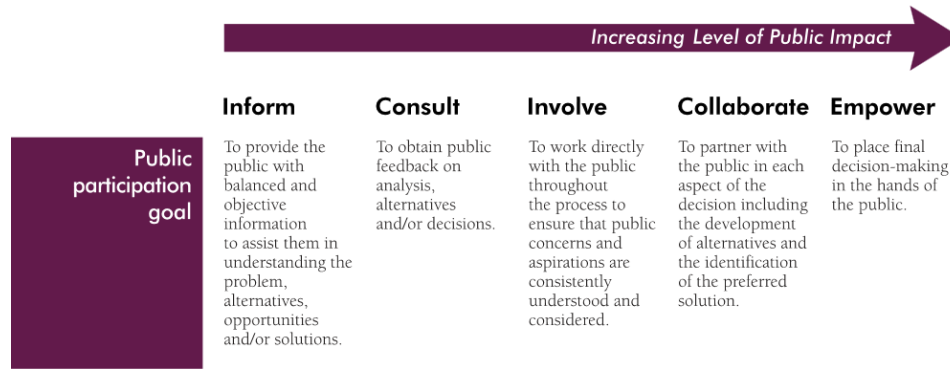 Increasing Level of Public Impact
Inform
Consult
Involve
Collaborate
Empower
Public
participation
goal
To provide the
public with
balanced and
objective
information
to assist them in
understanding the
problem,
alternatives,
opportunities
and/or solutions.
To obtain public
feedback on
analysis,
alternatives
and/or decisions.
To work directly
with the public
throughout
the process to
ensure that public
concerns and
aspirations are
consistently
understood and
considered.
To partner with
the public in each
aspect of the
decision including
the development
of alternatives and
the identification
of the preferred
solution.
To place final
decision-making
in the hands of
the public.